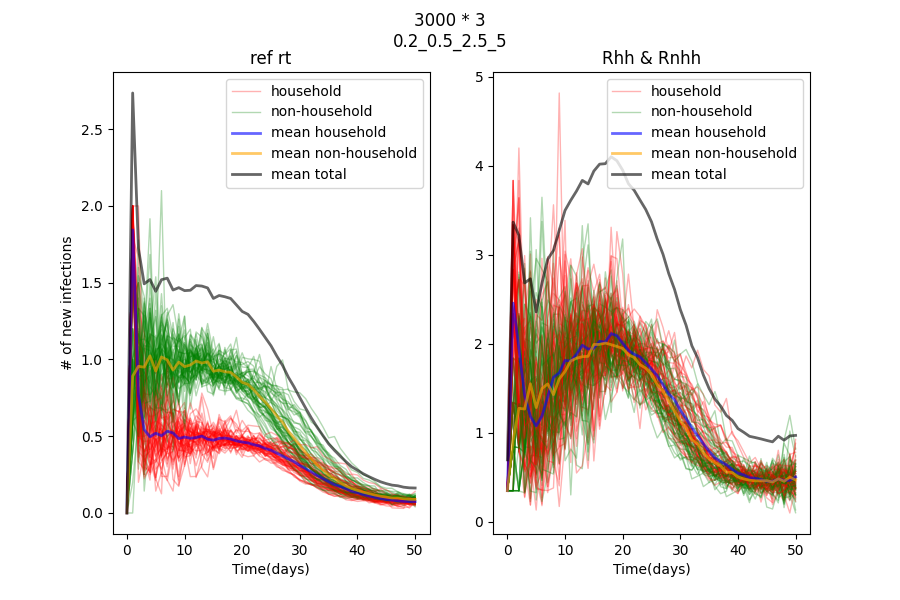 3000 * 3
0.2_0.5_2.5_5
ref rt
household
non-household
mean household
mean non-household
mean total
# of new infections
2.5
2.0
1.5
1.0
0.5
0.0
0
10
20
30
40
50
Time(days)
Rhh & Rnhh
household
non-household
mean household
mean non-household
mean total
5
4
3
2
1
0
0
10
20
30
40
50
Time(days)